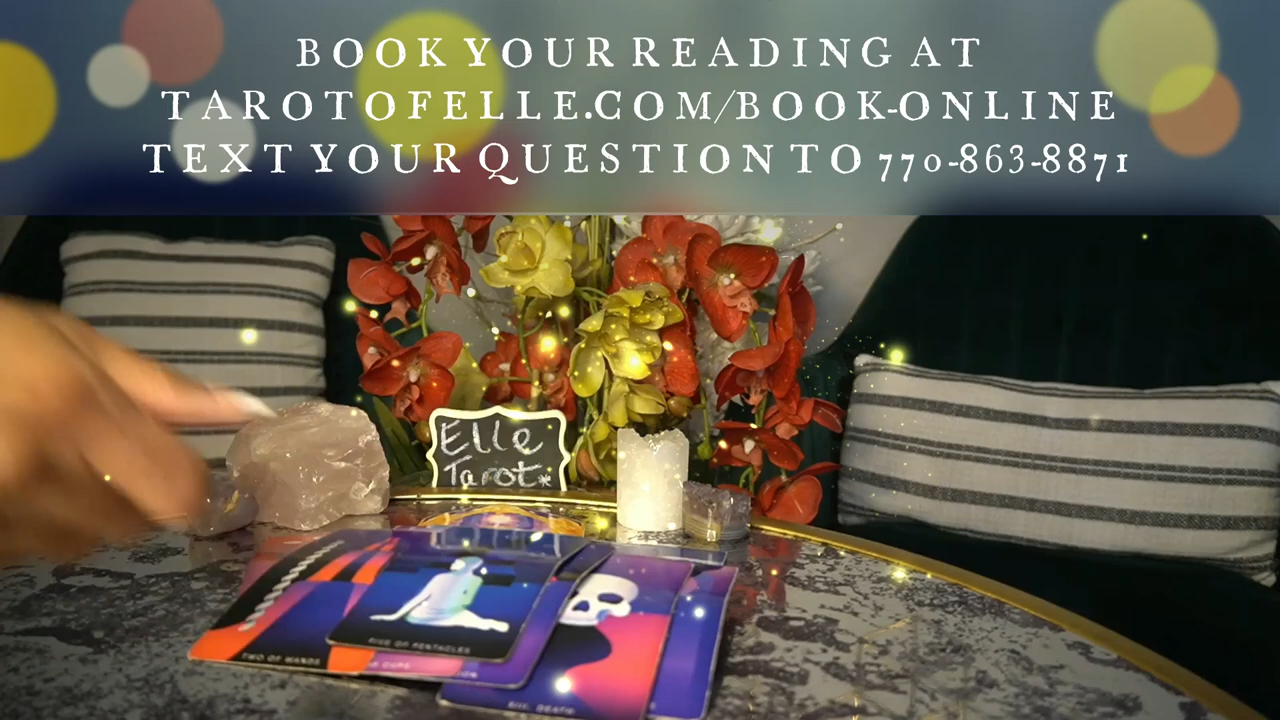 BOOK YOUR READING AT
TAROTOFELLE.COM/BOOK-ONLINE
TEXT YOUR QUESTION TO 770-863-8871
Elle
Tarot*
TWO OF WANDS
OF PENTACLES
CUPS
XIII. DEATH